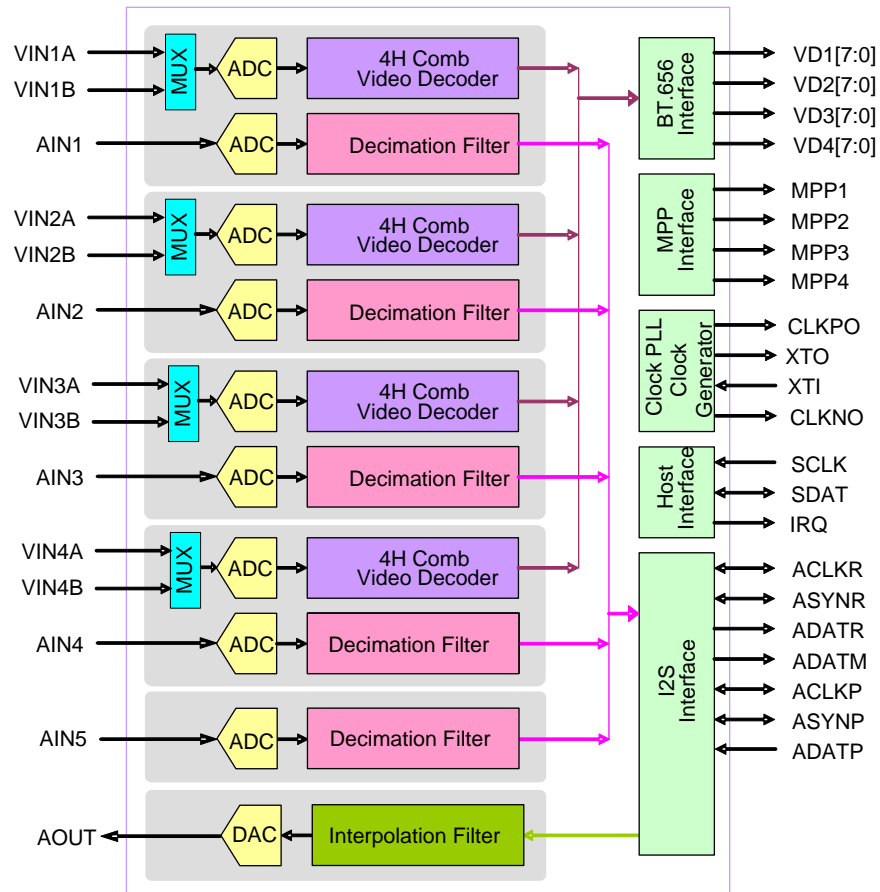 VIN1A
VIN1B
MUX
ADC
4H Comb
Video Decoder
AIN1
ADC
Decimation Filter
VIN2A
VIN2B
MUX
ADC
4H Comb
Video Decoder
AIN2
ADC
Decimation Filter
VIN3A
VIN3B
MUX
ADC
4H Comb
Video Decoder
AIN3
ADC
Decimation Filter
VIN4A
VIN4B
MUX
ADC
4H Comb
Video Decoder
AIN4
ADC
Decimation Filter
AIN5
ADC
Decimation Filter
AOUT
DAC
Interpolation Filter
BT.656
Interface
VD1[7:0]
VD2[7:0]
VD3[7:0]
VD4[7:0]
MPP
Interface
MPP1
MPP2
MPP3
MPP4
Clock PLL
Clock
Generator
CLKPO
XTO
XTI
CLKNO
Host
Interface
SCLK
SDAT
IRQ
I2S
Interface
ACLKR
ASYNR
ADATR
ADATM
ACLKP
ASYNP
ADATP